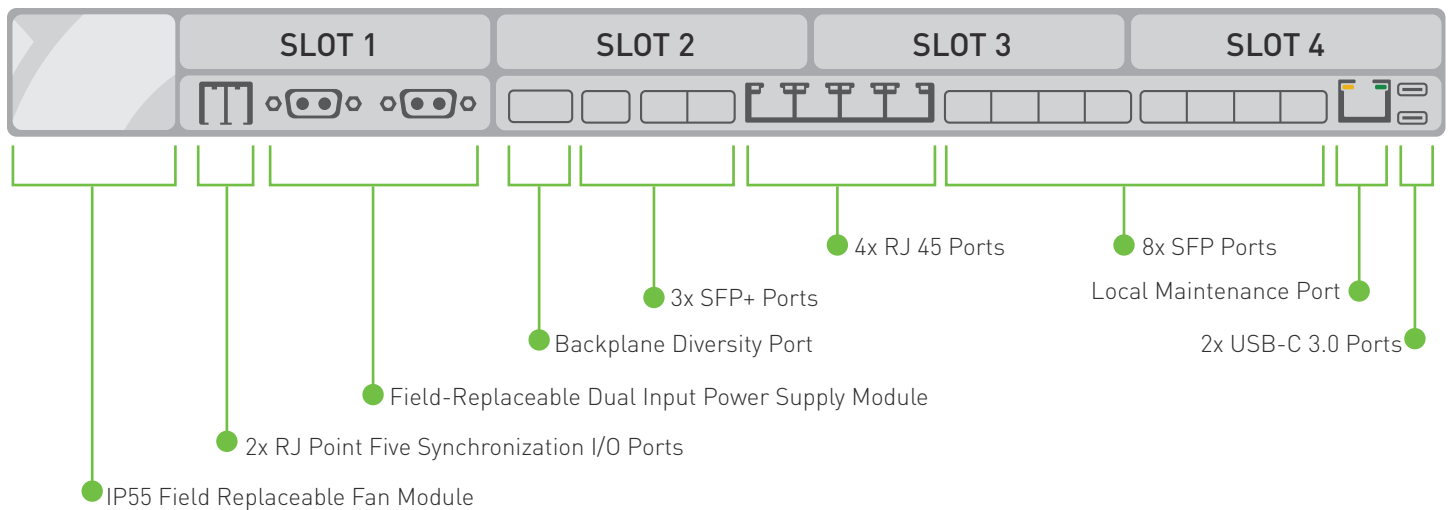 SLOT 1
SLOT 2
SLOT 3
SLOT 4
4x RJ 45 Ports
8x SFP Ports
3x SFP+ Ports
Local Maintenance Port
Backplane Diversity Port
2x USB-C 3.0 Ports
Field-Replaceable Dual Input Power Supply Module
2x RJ Point Five Synchronization I/O Ports
IP55 Field Replaceable Fan Module